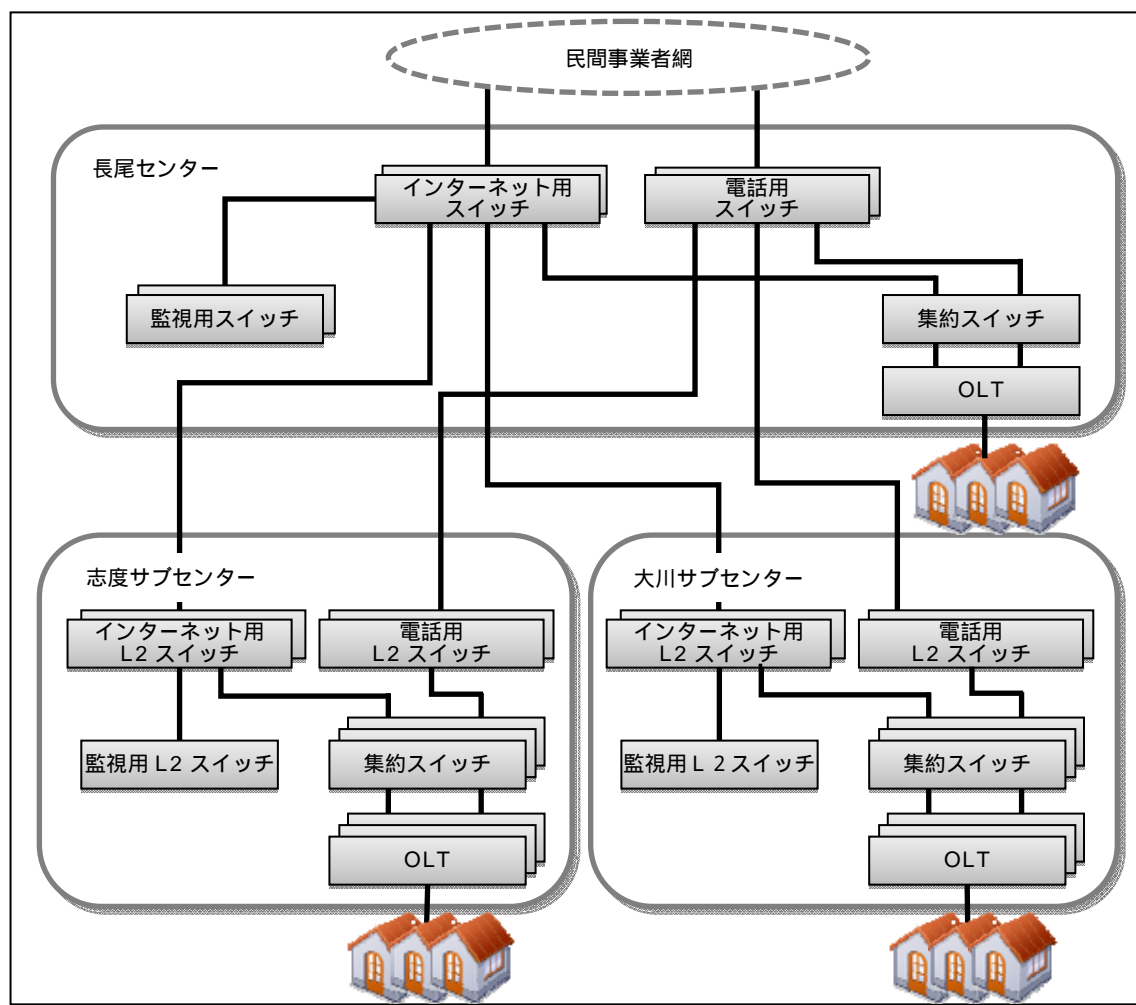 民間事業者網
長尾センター
インターネット用
スイッチ
電話用
スイッチ
監視用スイッチ
集約スイッチ
OLT
志度サブセンター
インターネット用
L2 スイッチ
電話用
L2 スイッチ
監視用 L2 スイッチ
集約スイッチ
OLT
大川サブセンター
インターネット用
L2 スイッチ
電話用
L2 スイッチ
監視用 L 2 スイッチ
集約スイッチ
OLT